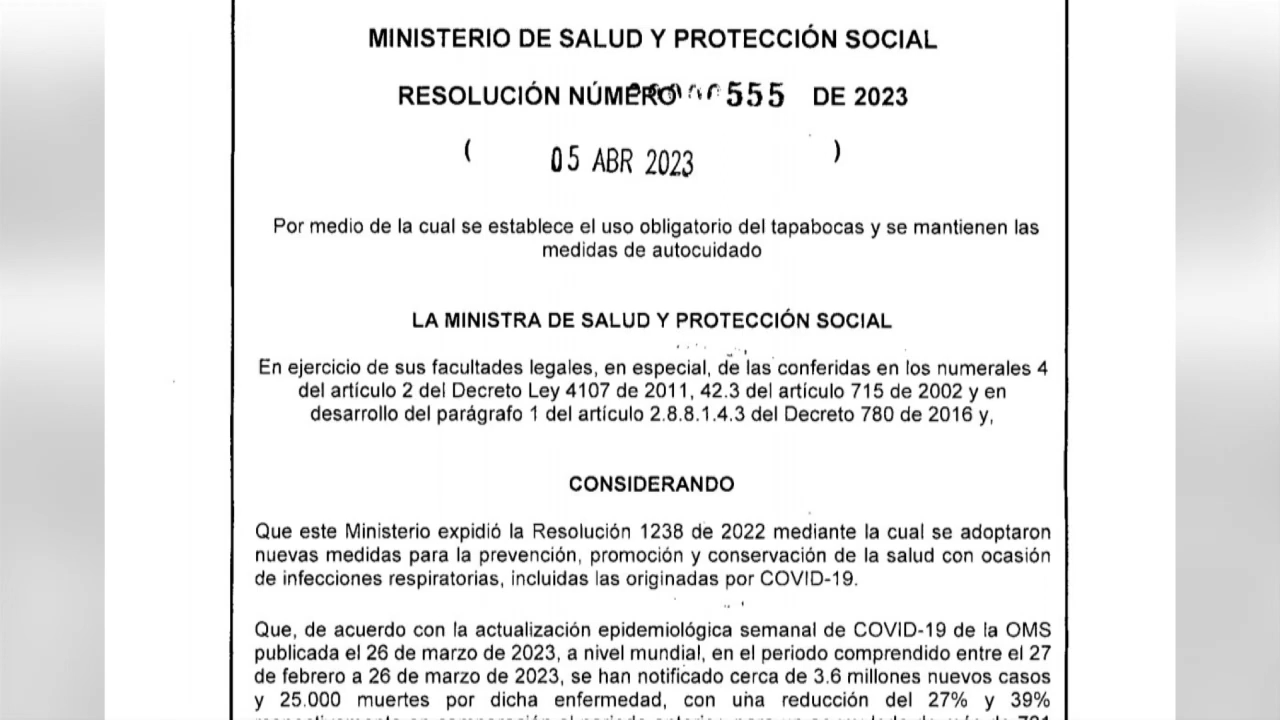 MINISTERIO DE SALUD Y PROTECCIÓN SOCIAL
RESOLUCIÓN NÚMERO 555 DE 2023
( 05 ABR 2023 )
Por medio de la cual se establece el uso obligatorio del tapabocas y se mantienen las
medidas de autocuidado
LA MINISTRA DE SALUD Y PROTECCIÓN SOCIAL
En ejercicio de sus facultades legales, en especial, de las conferidas en los numerales 4
del artículo 2 del Decreto Ley 4107 de 2011, 42.3 del artículo 715 de 2002 y en
desarrollo del parágrafo 1 del artículo 2.8.8.1.4.3 del Decreto 780 de 2016 y,
CONSIDERANDO
Que este Ministerio expidió la Resolución 1238 de 2022 mediante la cual se adoptaron
nuevas medidas para la prevención, promoción y conservación de la salud con ocasión
de infecciones respiratorias, incluidas las originadas por COVID-19.
Que, de acuerdo con la actualización epidemiológica semanal de COVID-19 de la OMS
publicada el 26 de marzo de 2023, a nivel mundial, en el periodo comprendido entre el 27
de febrero a 26 de marzo de 2023, se han notificado cerca de 3.6 millones nuevos casos
y 25.000 muertes por dicha enfermedad, con una reducción del 27% y 39%